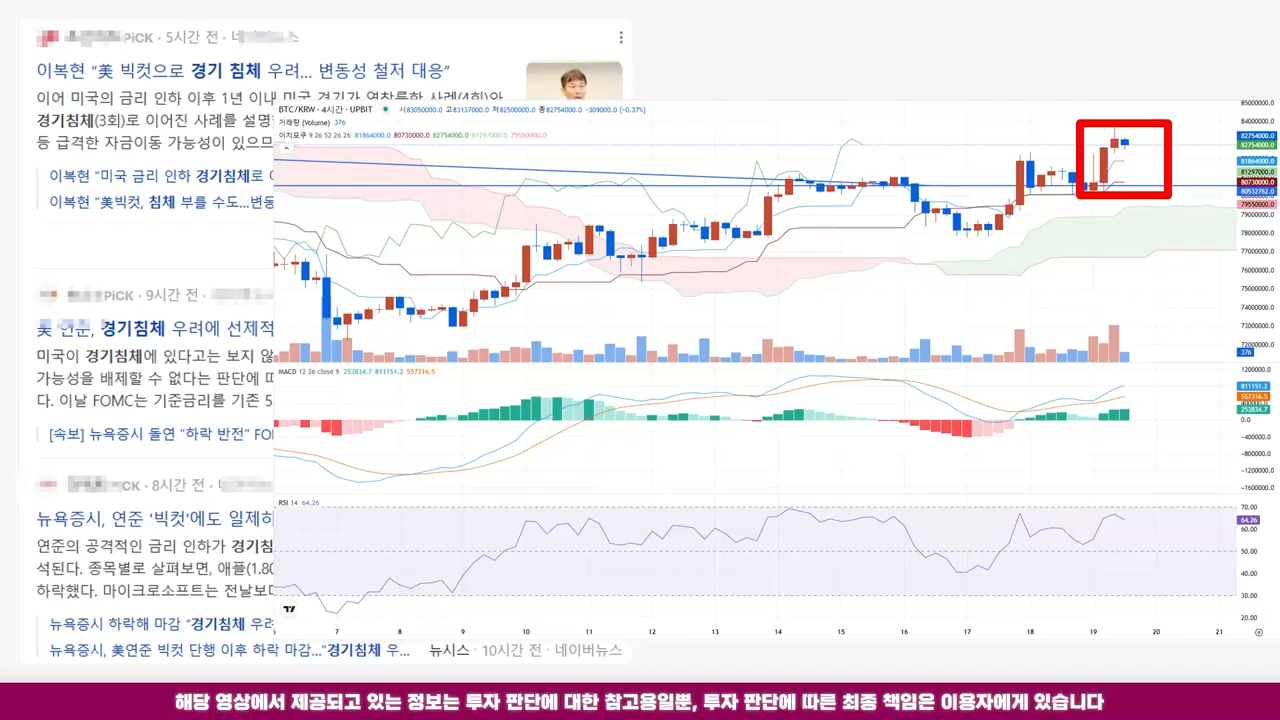 PiCK · 5시간 전 · 네
이복현 “美 빅컷으로 경기 침체 우려... 변동성 철저 대응”
이어 미국의 금리 인하 이후 1년 이내 미국 경기가 연착륙한 사례(4회)와
경기침체(3회)로 이어진 사례를 설명
등 급격한 자금이동 가능성이 있으므
이복현 "미국 금리 인하 경기침체로
이복현 "美빅컷, 침체 부를 수도...변동
PiCK · 9시간 전 ·
美 연준, 경기침체 우려에 선제적
미국이 경기침체에 있다고는 보지 않
가능성을 배제할 수 없다는 판단에 따
다. 이날 FOMC는 기준금리를 기존 5
[속보] 뉴욕증시 돌연 "하락 반전" FO
CK · 8시간 전 ·
뉴욕증시, 연준 '빅컷'에도 일제히
연준의 공격적인 금리 인하가 경기침
석된다. 종목별로 살펴보면, 애플(1.80
하락했다. 마이크로소프트는 전날보다
뉴욕증시 하락해 마감 “경기침체 우려
뉴욕증시, 美연준 빅컷 단행 이후 하락 마감..."경기침체 우... 뉴시스 · 10시간 전 · 네이버뉴스
BTC/KRW · 4시간 · UPBIT 시83050000.0 고83137000.0 저82500000.0 종82754000.0 −309000.0 (−0.37%)
거래량 (Volume) 376
이치모쿠 9 26 52 26 26 81864000.0 80730000.0 82754000.0 81297000.0 79550000.0
85000000.0
84000000.0
82754000.0
82754000.0
81864000.0
81297000.0
80730000.0
80532762.0
79550000.0
79000000.0
78000000.0
77000000.0
76000000.0
75000000.0
74000000.0
73000000.0
72000000.0
376
MACD 12 26 close 9 253834.7 811151.2 557316.5
1200000.0
811151.2
557316.5
253834.7
0.0
−400000.0
−800000.0
−1200000.0
−1600000.0
RSI 14 64.26
70.00
64.26
60.00
50.00
40.00
30.00
20.00
7 8 9 10 11 12 13 14 15 16 17 18 19 20 21
해당 영상에서 제공되고 있는 정보는 투자 판단에 대한 참고용일뿐, 투자 판단에 따른 최종 책임은 이용자에게 있습니다